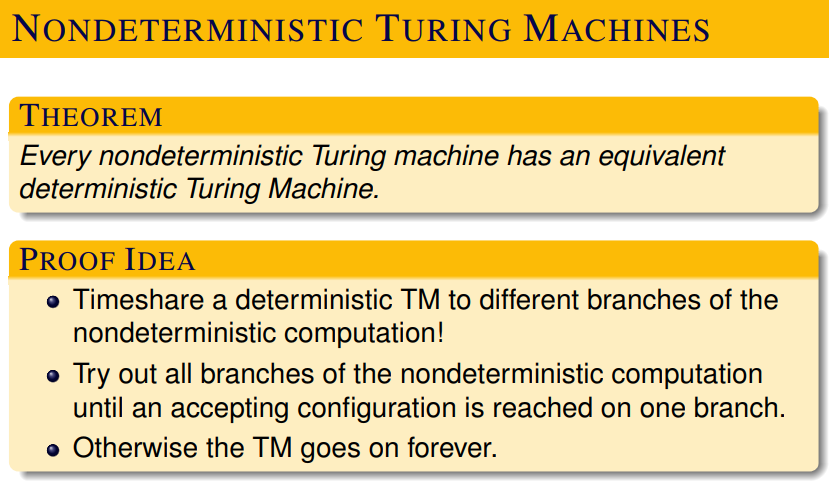 NONDETERMINISTIC TURING MACHINES
THEOREM
Every nondeterministic Turing machine has an equivalent
deterministic Turing Machine.
PROOF IDEA
Timeshare a deterministic TM to different branches of the
nondeterministic computation!
Try out all branches of the nondeterministic computation
until an accepting configuration is reached on one branch.
Otherwise the TM goes on forever.